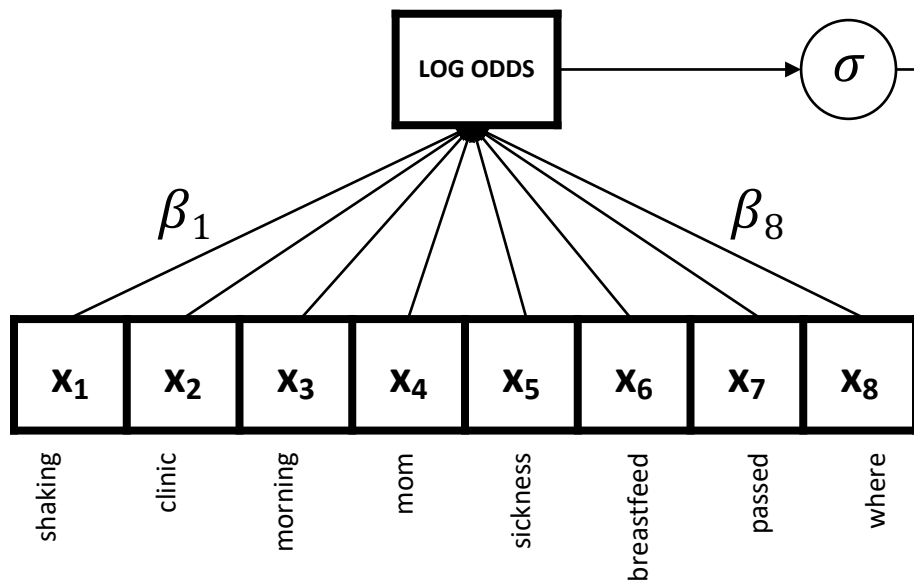 LOG ODDS
σ
β₁
β₈
x₁ x₂ x₃ x₄ x₅ x₆ x₇ x₈
shaking
clinic
morning
mom
sickness
breastfeed
passed
where